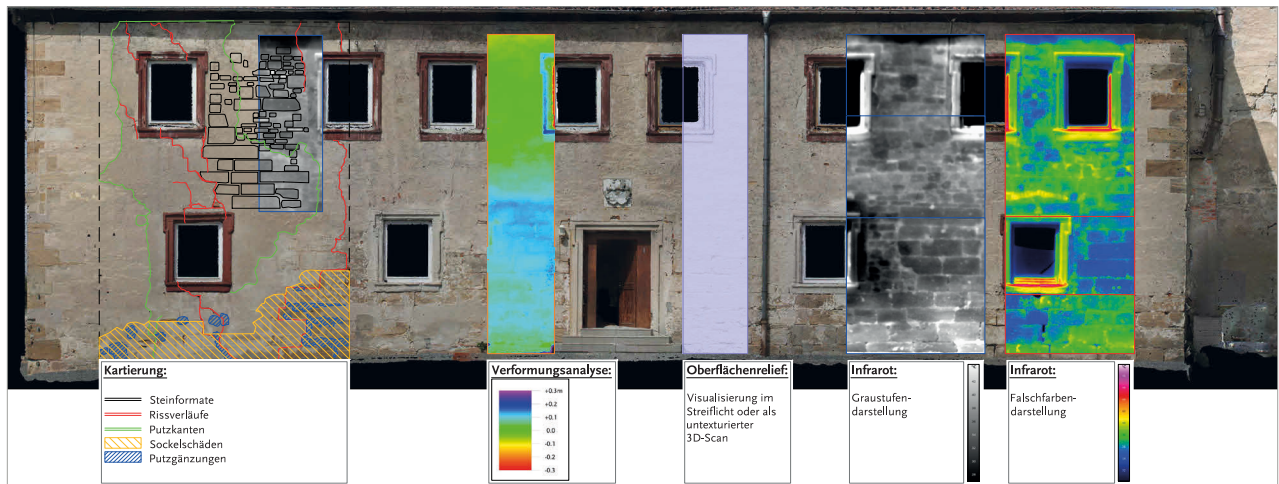 Kartierung:
Steinformate
Rissverläufe
Putzkanten
Sockelschäden
Putzgänzungen
Verformungsanalyse:
+0.3m
+0.2
+0.1
0.0
-0.1
-0.2
-0.3
Oberflächenrelief:
Visualisierung im
Streiflicht oder als
untexturierter
3D-Scan
Infrarot:
Graustufen-
darstellung
Infrarot:
Falschfarben-
darstellung